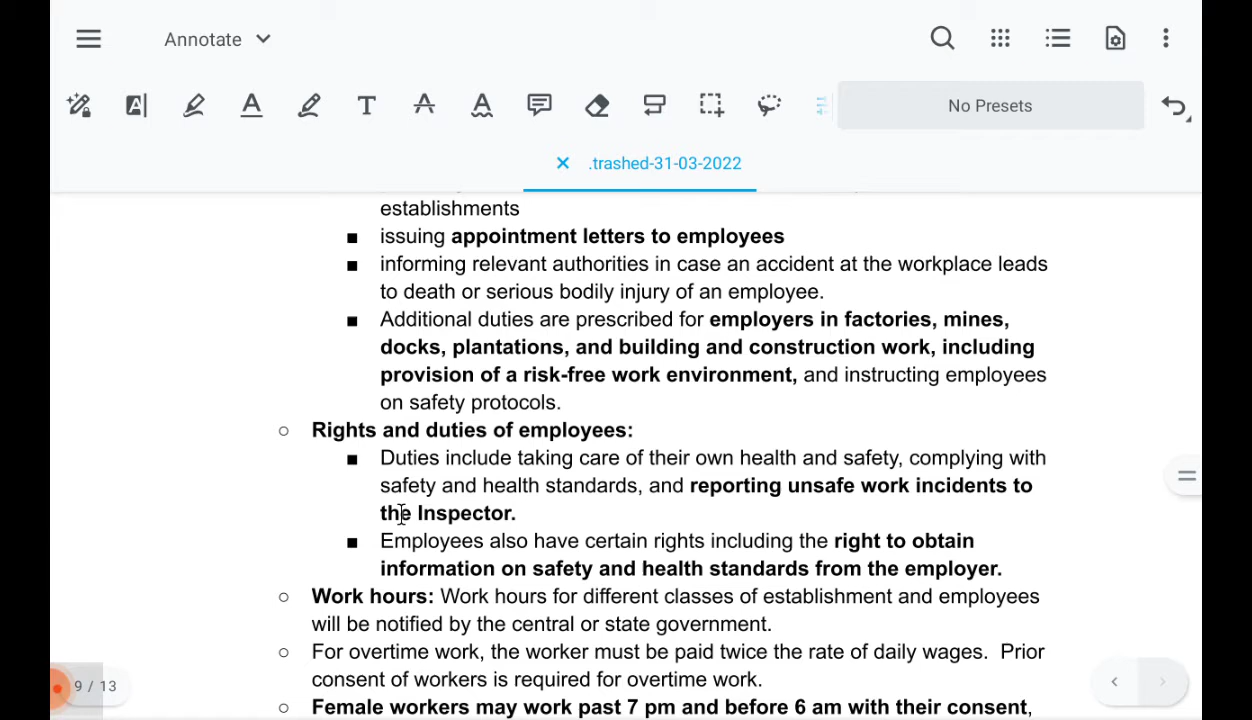 Annotate
No Presets
.trashed-31-03-2022
establishments
■ issuing appointment letters to employees
■ informing relevant authorities in case an accident at the workplace leads
to death or serious bodily injury of an employee.
■ Additional duties are prescribed for employers in factories, mines,
docks, plantations, and building and construction work, including
provision of a risk-free work environment, and instructing employees
on safety protocols.
○ Rights and duties of employees:
■ Duties include taking care of their own health and safety, complying with
safety and health standards, and reporting unsafe work incidents to
the Inspector.
■ Employees also have certain rights including the right to obtain
information on safety and health standards from the employer.
○ Work hours: Work hours for different classes of establishment and employees
will be notified by the central or state government.
○ For overtime work, the worker must be paid twice the rate of daily wages. Prior
consent of workers is required for overtime work.
○ Female workers may work past 7 pm and before 6 am with their consent,
9 / 13